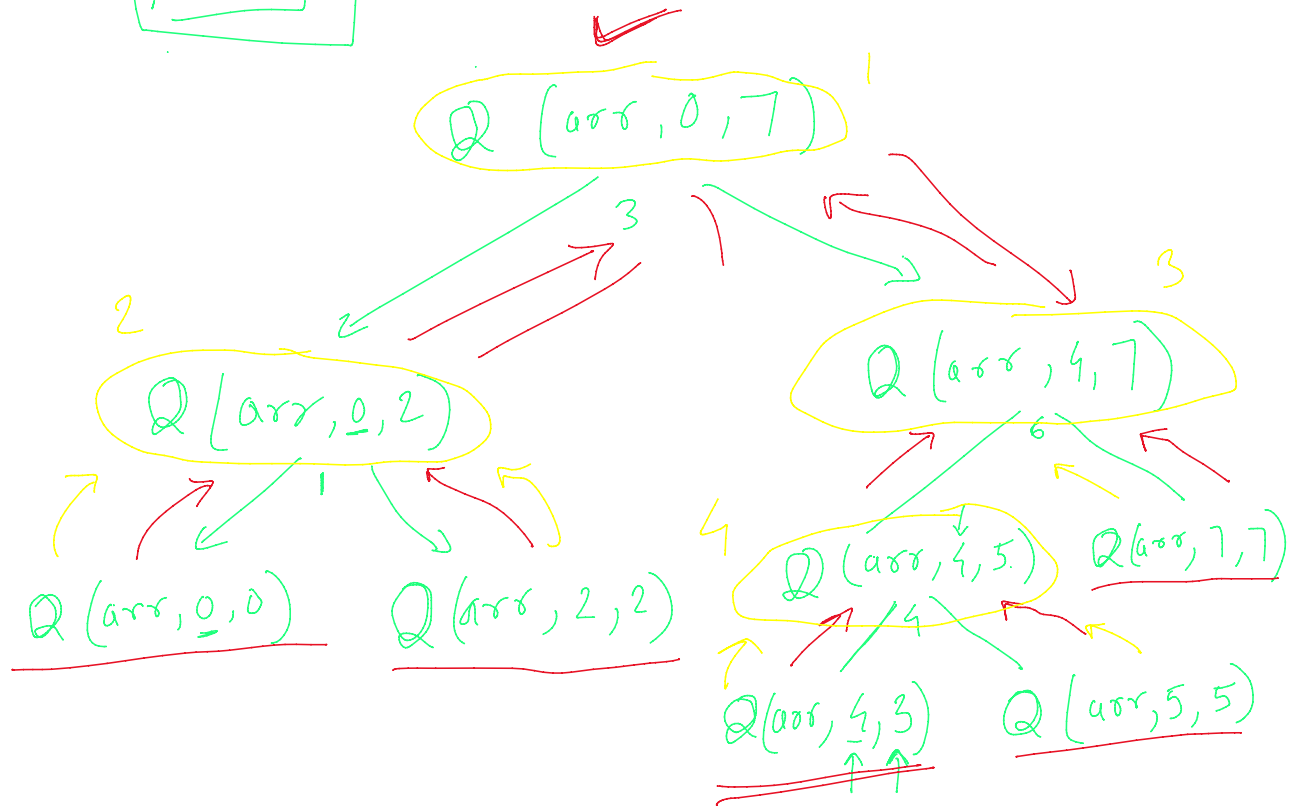 1
Q (arr, 0, 7)
3
3
2
Q (arr, 4, 7)
Q (arr, 0, 2)
6
1
4
Q (arr, 4, 5)
Q (arr, 7, 7)
Q (arr, 0, 0)
Q (arr, 2, 2)
4
Q (arr, 4, 3)
Q (arr, 5, 5)